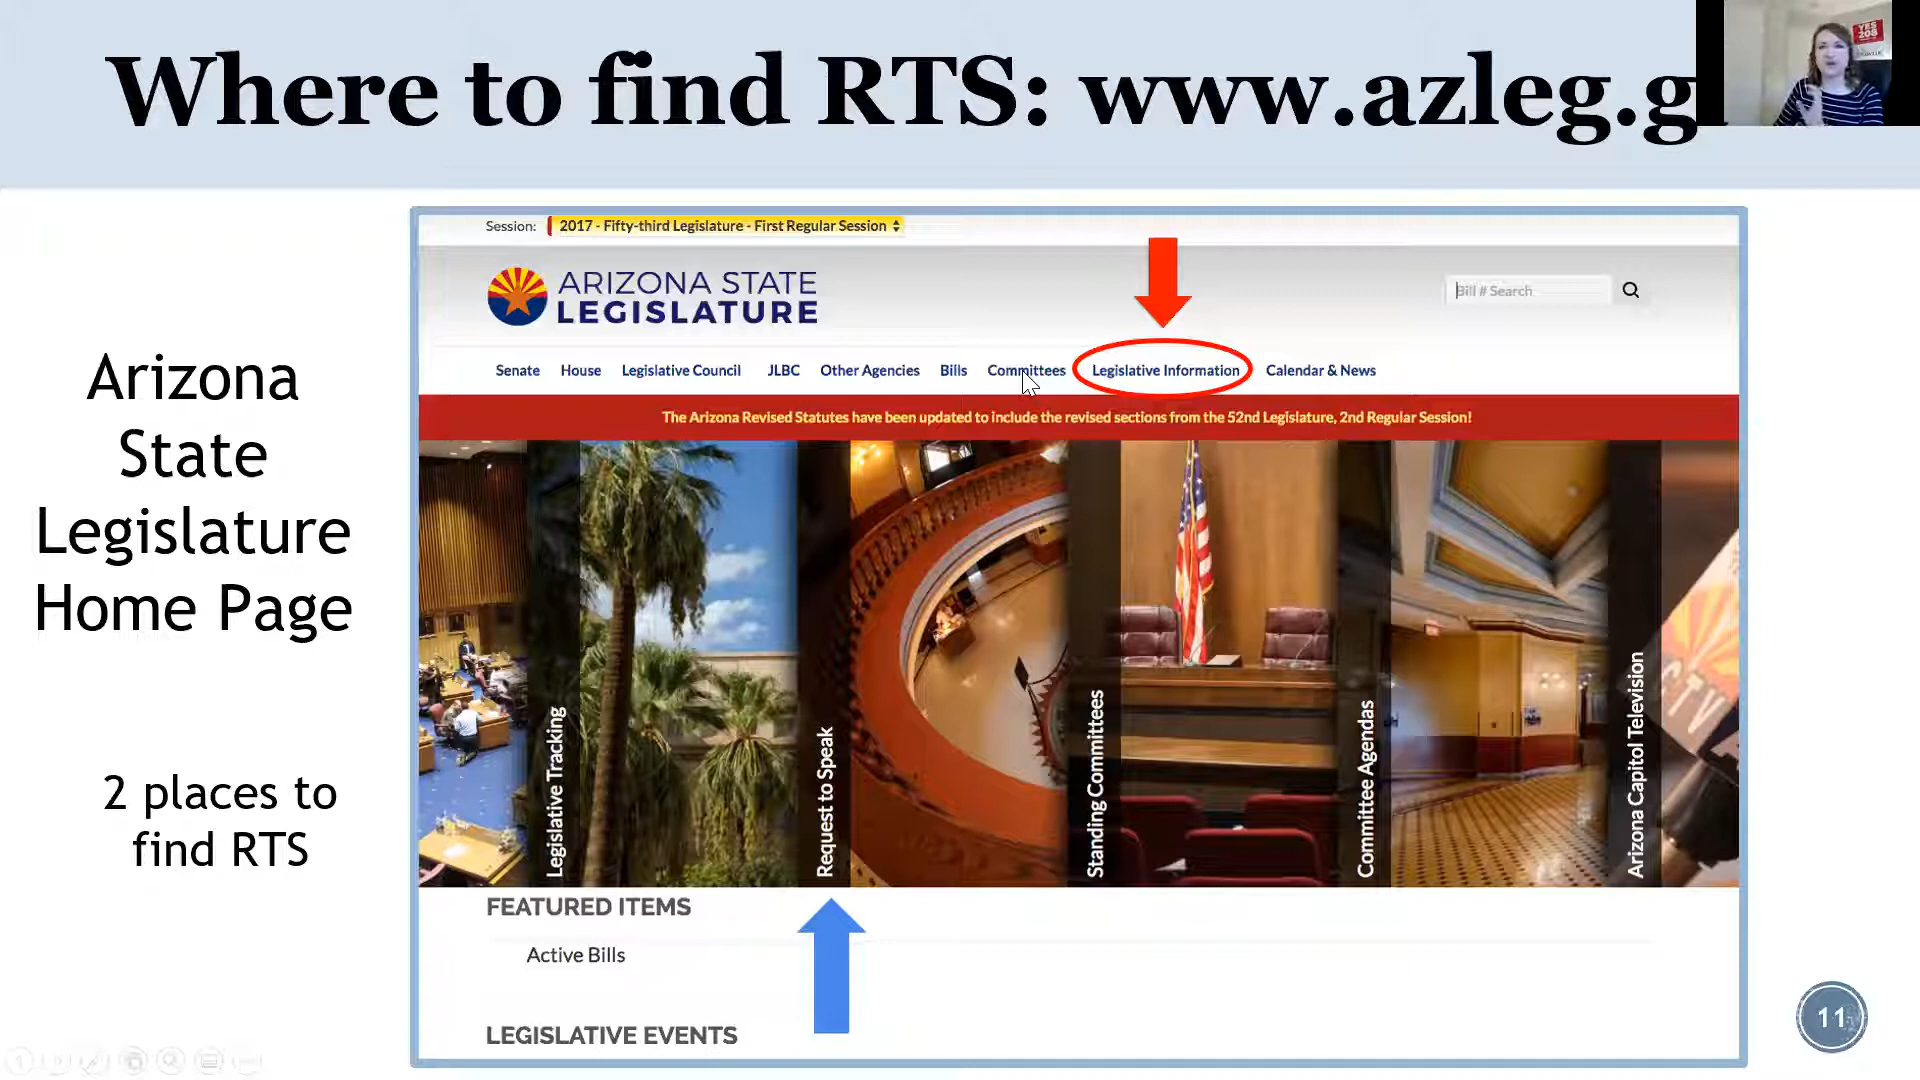 Where to find RTS: www.azleg.g
YES
208
Arizona
State
Legislature
Home Page
2 places to
find RTS
Session: 2017 - Fifty-third Legislature - First Regular Session
ARIZONA STATE
LEGISLATURE
Bill # Search
Senate House Legislative Council JLBC Other Agencies Bills Committees Legislative Information Calendar & News
The Arizona Revised Statutes have been updated to include the revised sections from the 52nd Legislature, 2nd Regular Session!
Legislative Tracking
Request to Speak
Standing Committees
Committee Agendas
Arizona Capitol Television
CTV
FEATURED ITEMS
Active Bills
LEGISLATIVE EVENTS
11